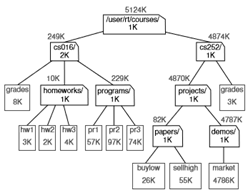 5124K
/user/rt/courses/
1K
249K
4874K
cs016/
2K
cs252/
1K
10K
229K
4870K
grades
8K
homeworks/
1K
programs/
1K
projects/
1K
grades
3K
82K
4787K
hw1
3K
hw2
2K
hw3
4K
pr1
57K
pr2
97K
pr3
74K
papers/
1K
demos/
1K
buylow
26K
sellhigh
55K
market
4786K